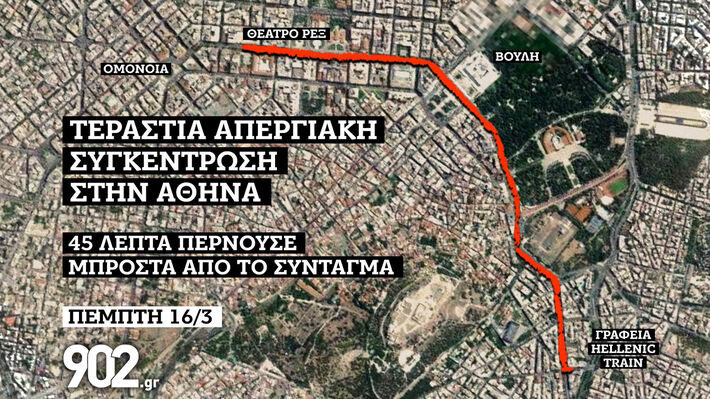 ΘΕΑΤΡΟ ΡΕΞ
ΟΜΟΝΟΙΑ
ΒΟΥΛΗ
ΤΕΡΑΣΤΙΑ ΑΠΕΡΓΙΑΚΗ
ΣΥΓΚΕΝΤΡΩΣΗ
ΣΤΗΝ ΑΘΗΝΑ
45 ΛΕΠΤΑ ΠΕΡΝΟΥΣΕ
ΜΠΡΟΣΤΑ ΑΠΟ ΤΟ ΣΥΝΤΑΓΜΑ
ΠΕΜΠΤΗ 16/3
902.gr
ΓΡΑΦΕΙΑ
HELLENIC
TRAIN